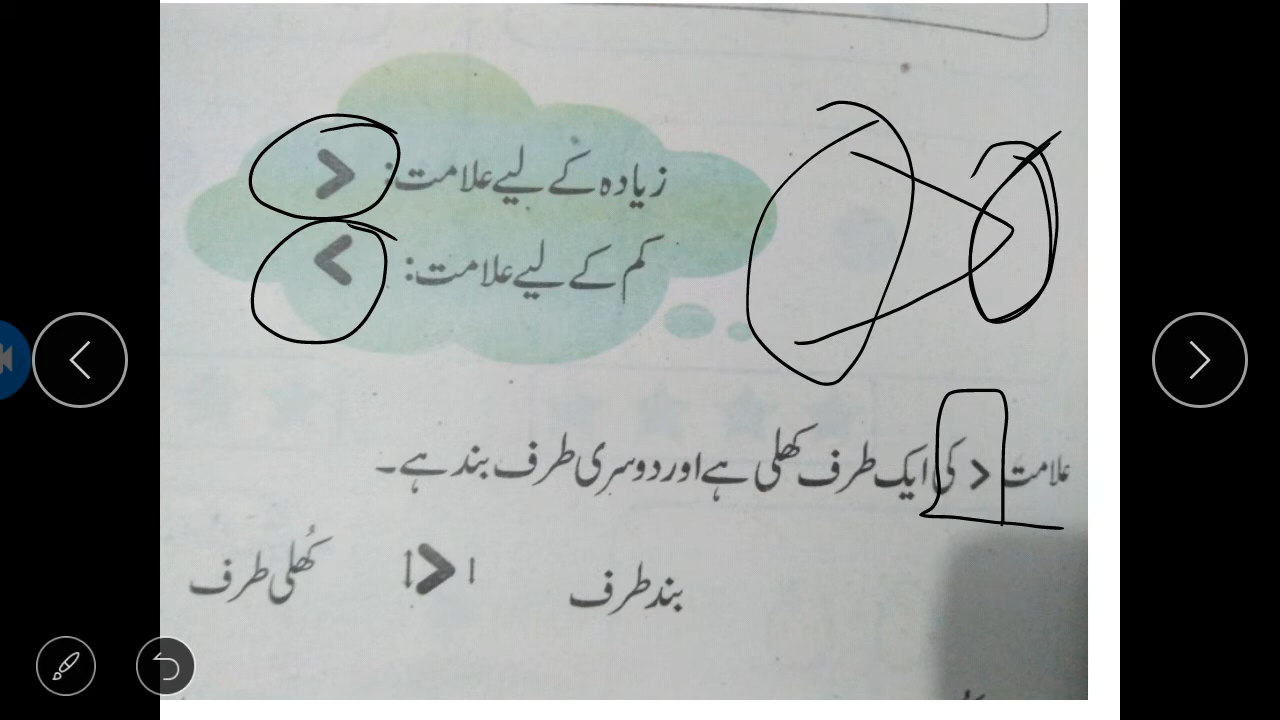 زیادہ کے لیے علامت: >
کم کے لیے علامت: <
علامت > کی ایک طرف کھلی ہے اور دوسری طرف بند ہے۔
بند طرف > کُھلی طرف